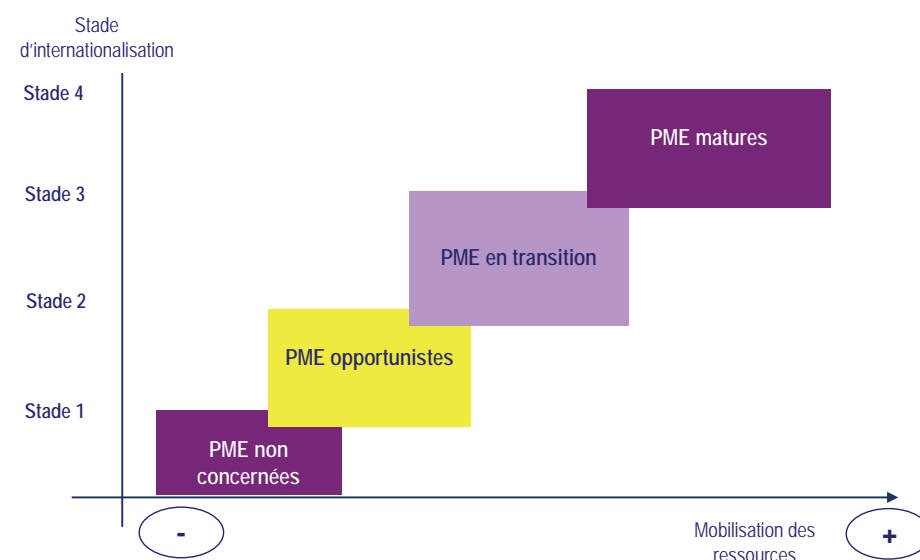 Stade
d'internationalisation
Stade 4
PME matures
Stade 3
PME en transition
Stade 2
PME opportunistes
Stade 1
PME non
concernées
-
Mobilisation des
ressources
+